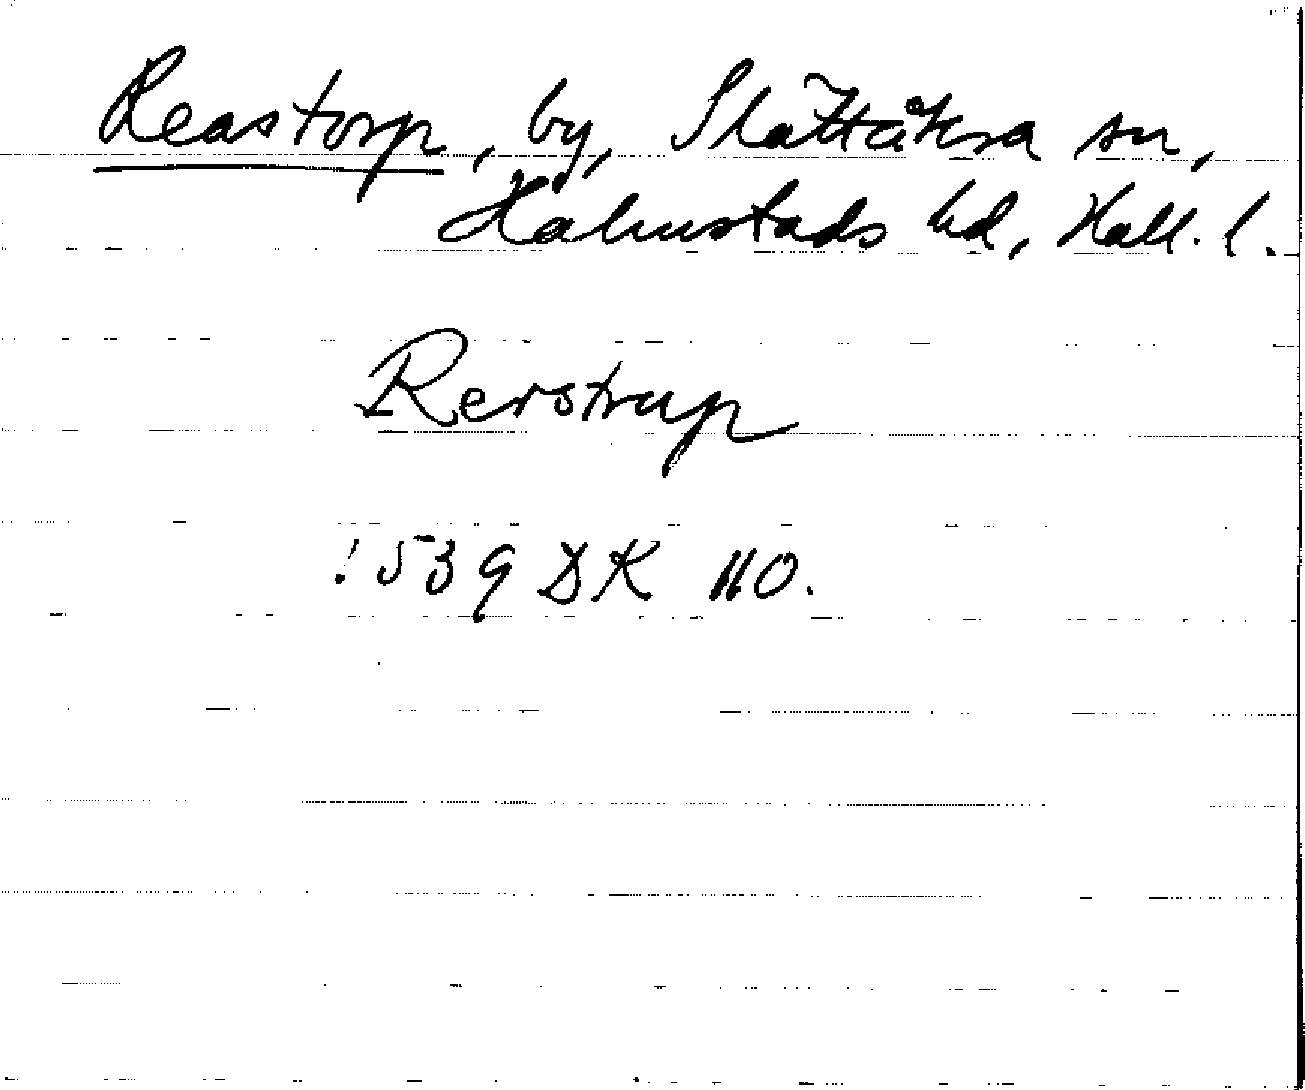 Reastorp, by, Slättåkra sn,
Halmstads hd, Hall. l.
Rerstrup
1539 DK 110.